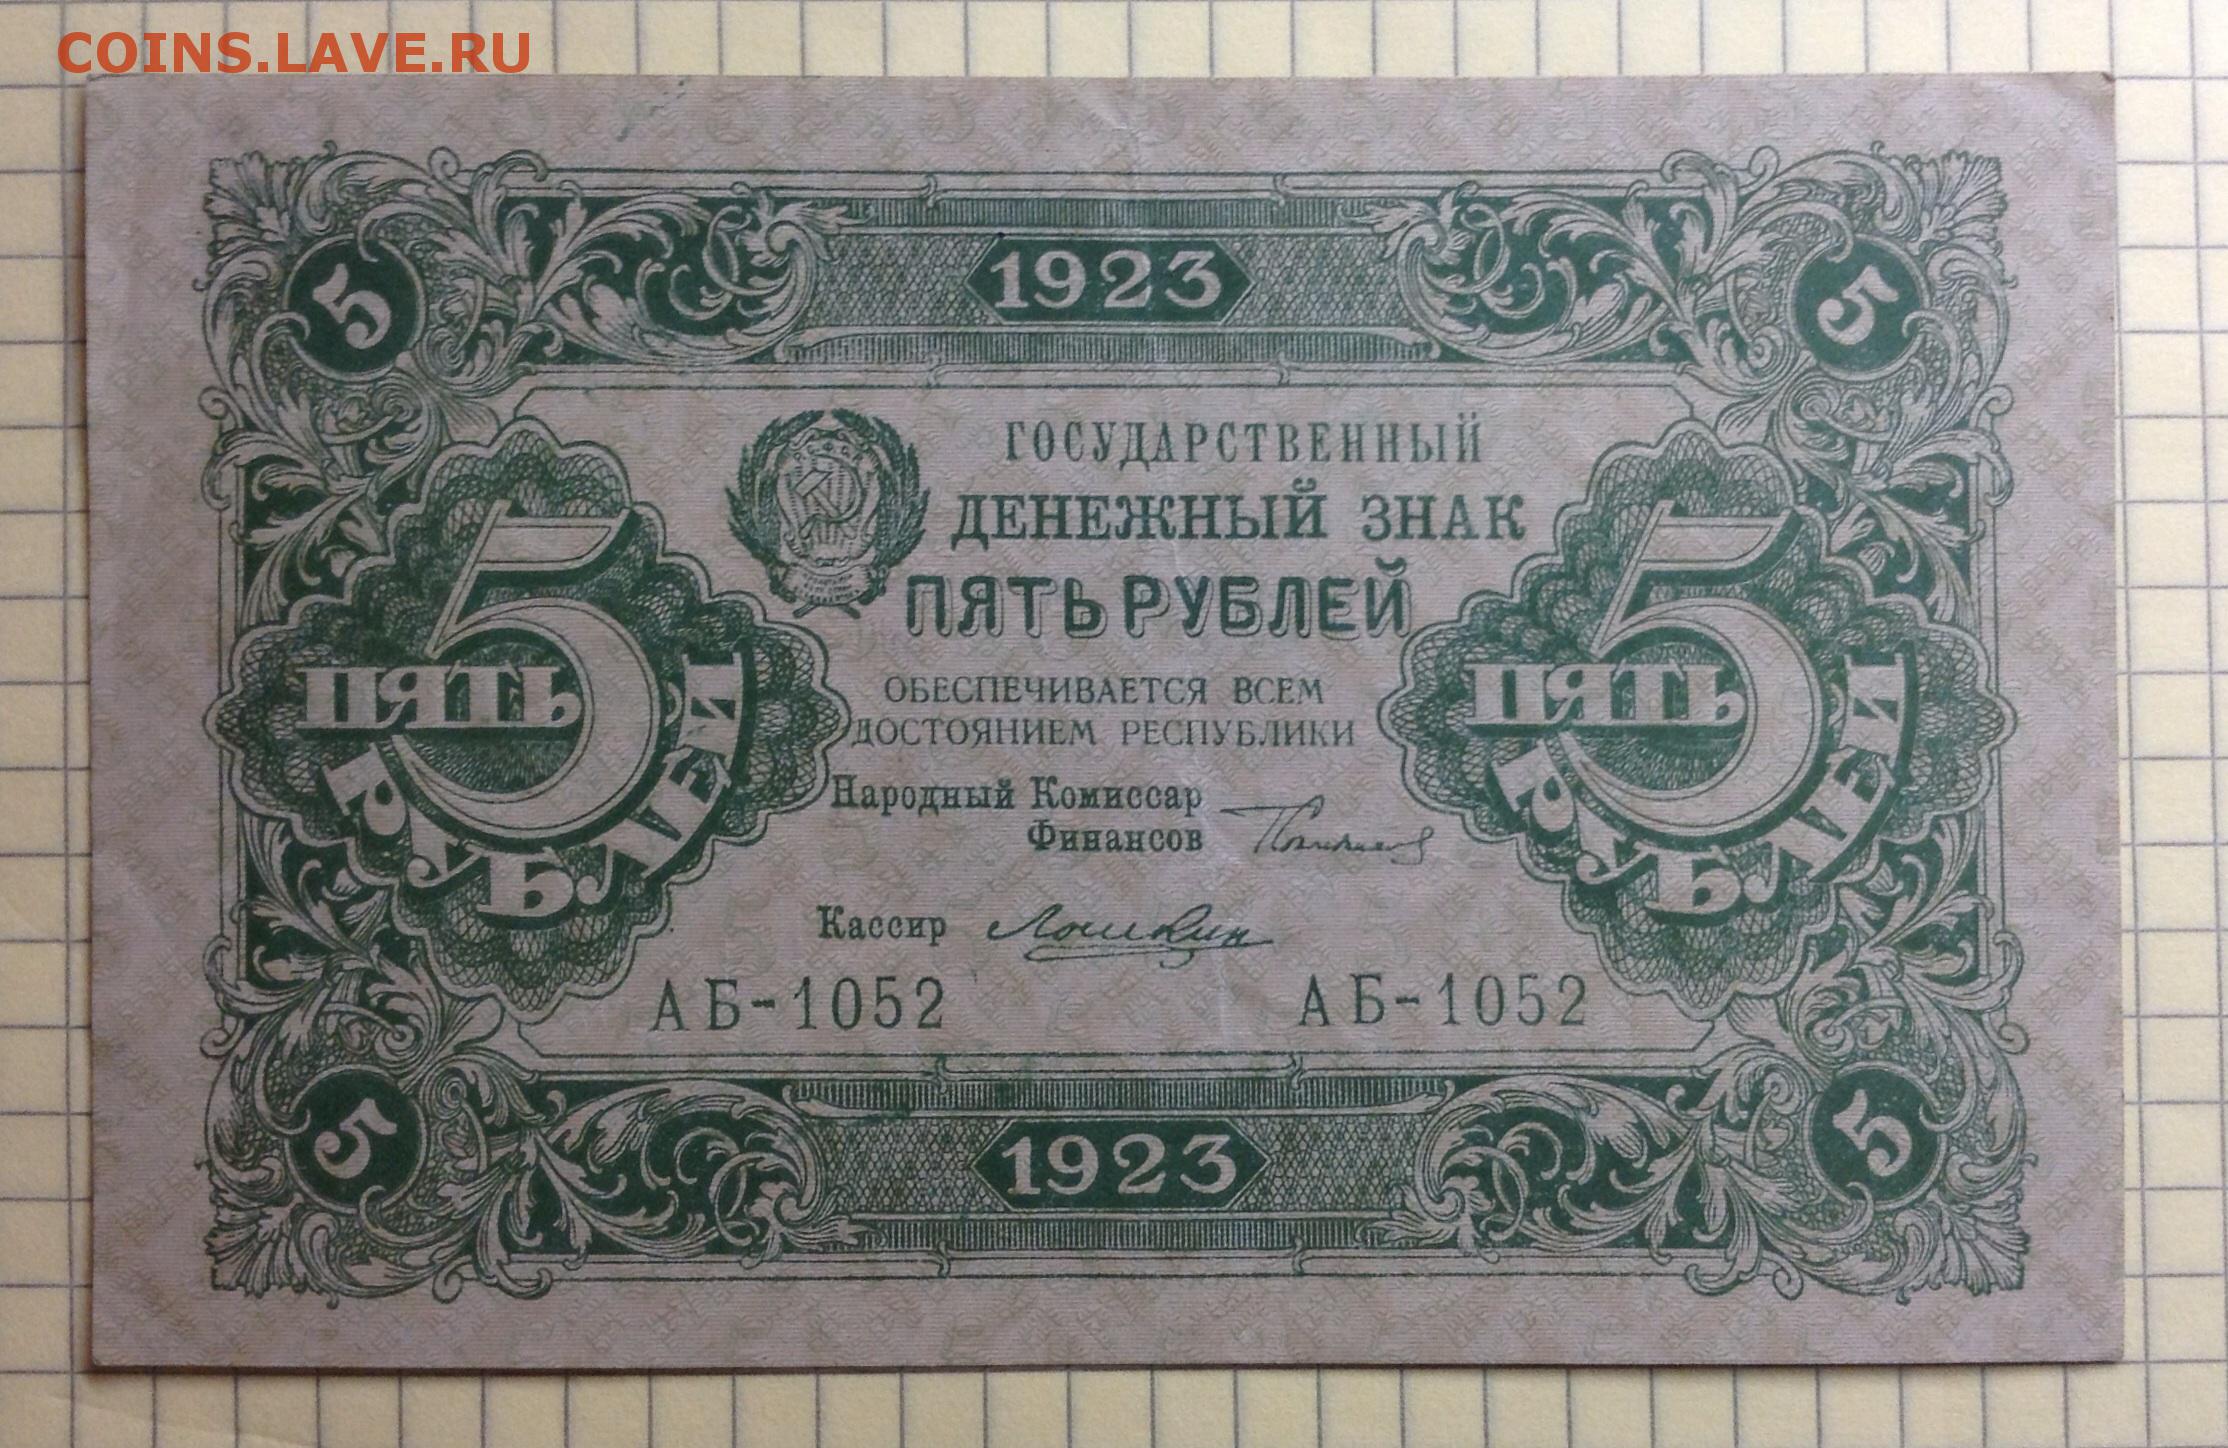 COINS.LAVE.RU
1923
5 5
ГОСУДАРСТВЕННЫЙ
ДЕНЕЖНЫЙ ЗНАК
ПЯТЬ РУБЛЕЙ
5 5
ПЯТЬ ПЯТЬ
РУБЛЕЙ РУБЛЕЙ
ОБЕСПЕЧИВАЕТСЯ ВСЕМ
ДОСТОЯНИЕМ РЕСПУБЛИКИ
Народный Комиссар
Финансов
Кассир
АБ-1052 АБ-1052
5 5
1923